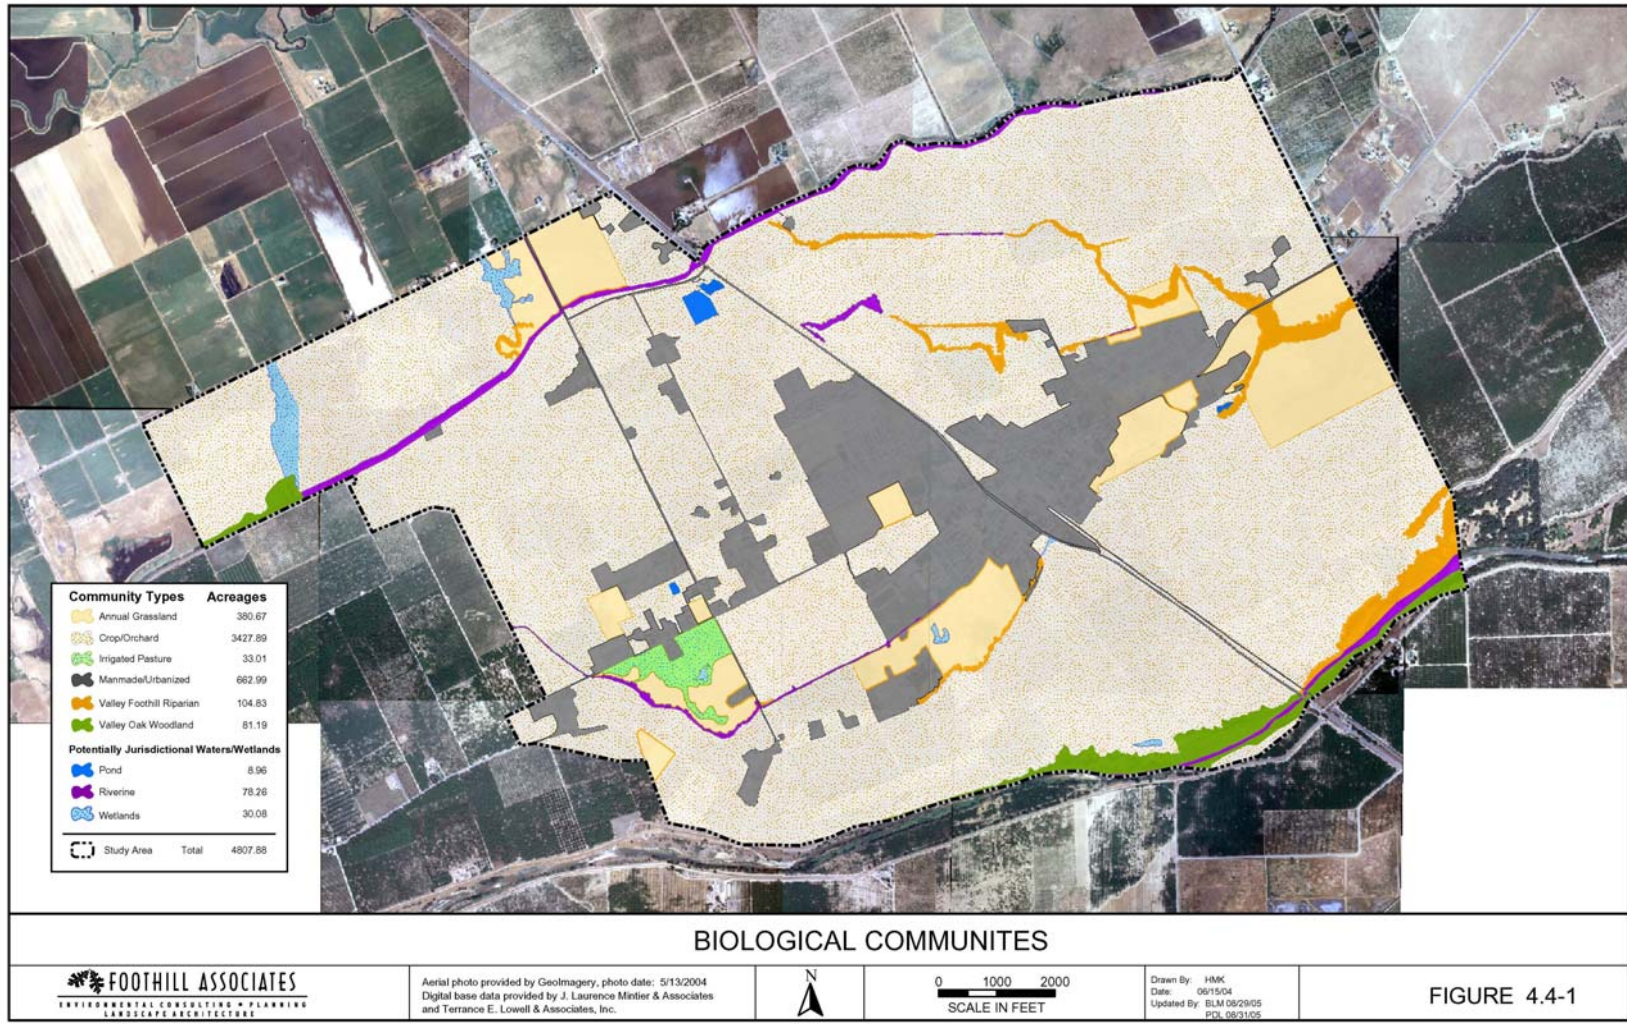 Community Types Acreages
Annual Grassland 380.67
Crop/Orchard 3427.89
Irrigated Pasture 33.01
Manmade/Urbanized 662.99
Valley Foothill Riparian 104.83
Valley Oak Woodland 81.19
Potentially Jurisdictional Waters/Wetlands
Pond 8.96
Riverine 78.26
Wetlands 30.08
Study Area Total 4807.88
BIOLOGICAL COMMUNITES
FOOTHILL ASSOCIATES
ENVIRONMENTAL CONSULTING • PLANNING
LANDSCAPE ARCHITECTURE
Aerial photo provided by GeoImagery, photo date: 5/13/2004
Digital base data provided by J. Laurence Mintier & Associates
and Terrance E. Lowell & Associates, Inc.
N
0 1000 2000
SCALE IN FEET
Drawn By: HMK
Date: 06/15/04
Updated By: BLM 08/29/05
PDL 08/31/05
FIGURE 4.4-1